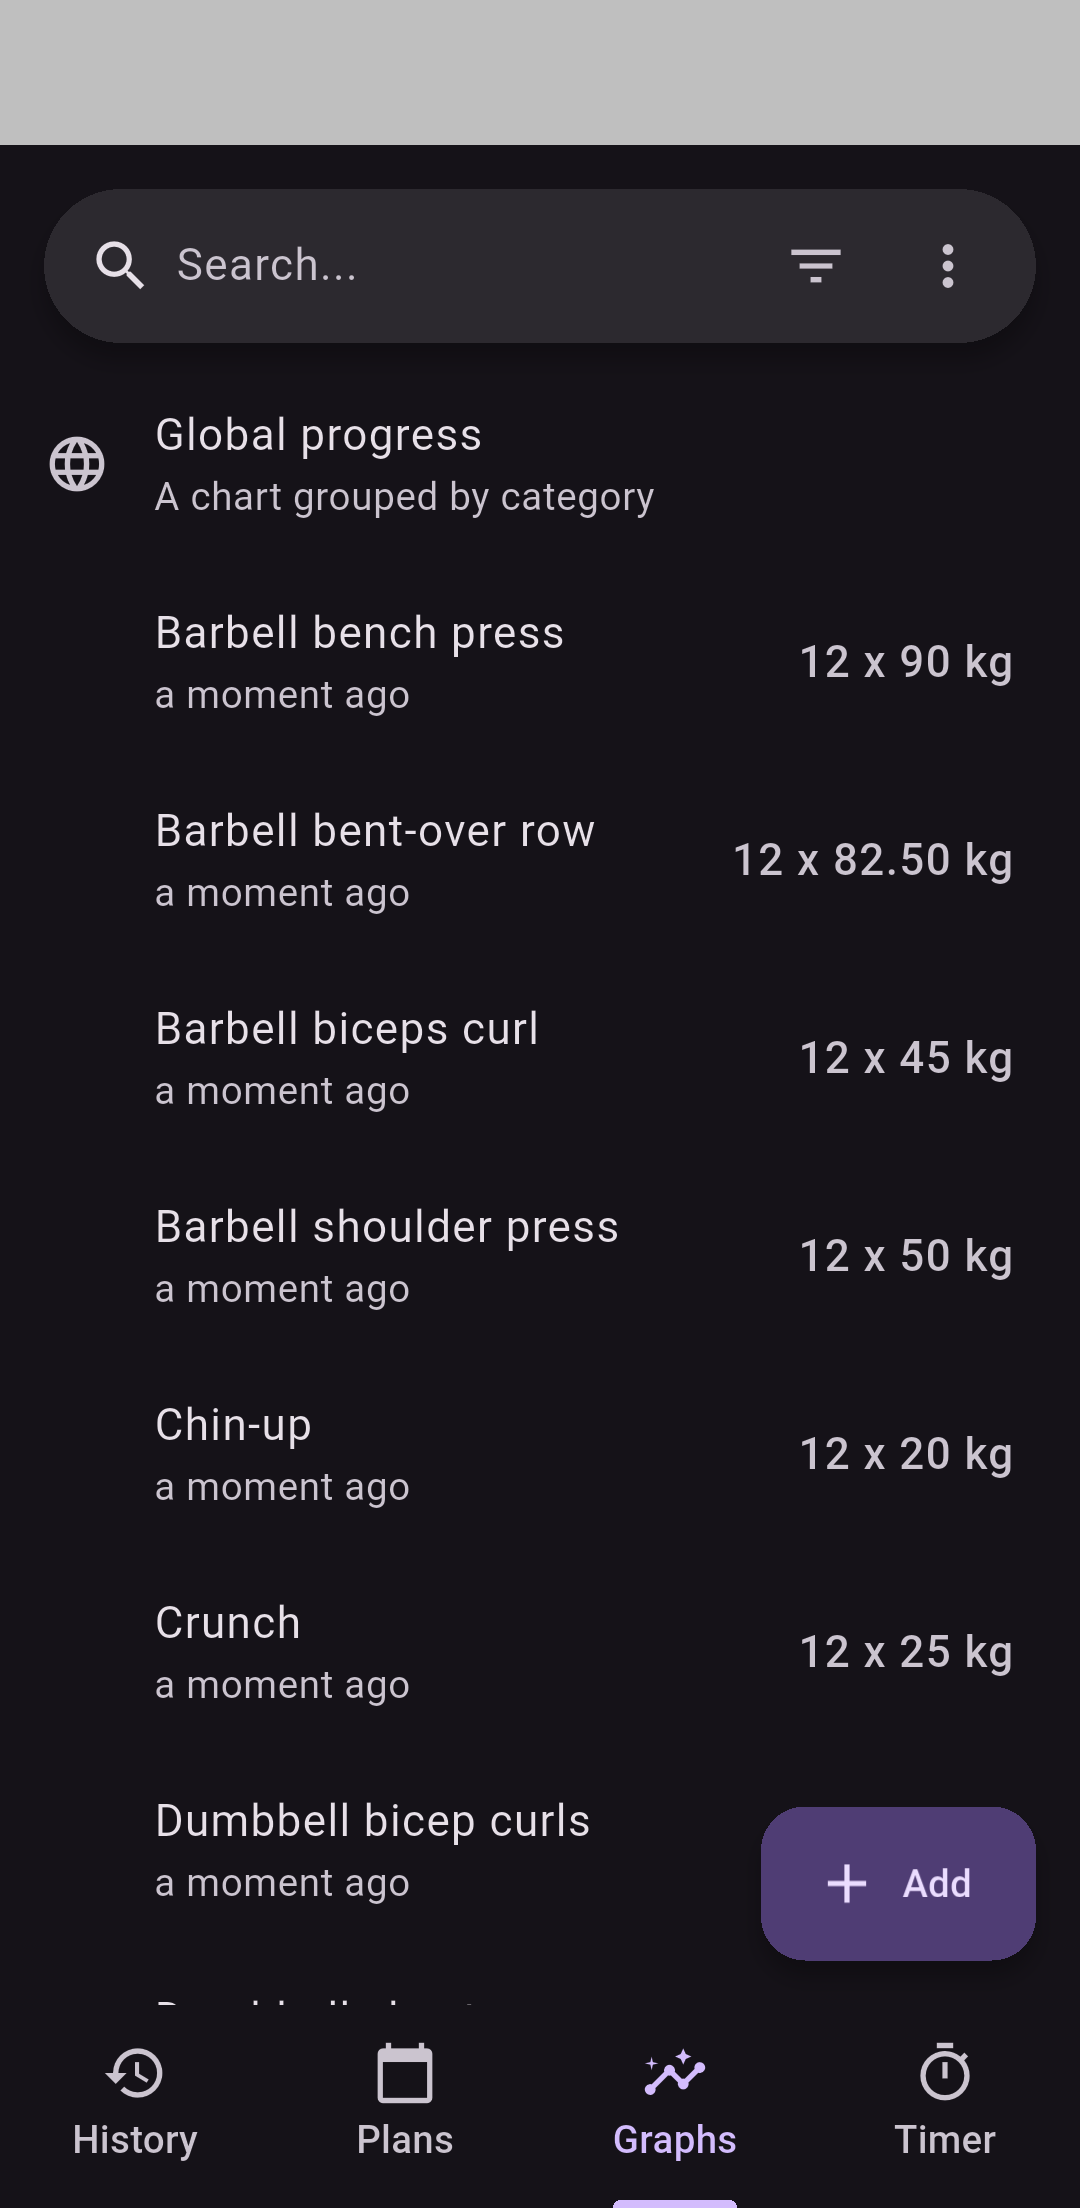 Search...
Global progress
A chart grouped by category
Barbell bench press
a moment ago
12 x 90 kg
Barbell bent-over row
a moment ago
12 x 82.50 kg
Barbell biceps curl
a moment ago
12 x 45 kg
Barbell shoulder press
a moment ago
12 x 50 kg
Chin-up
a moment ago
12 x 20 kg
Crunch
a moment ago
12 x 25 kg
Dumbbell bicep curls
a moment ago
Add
History
Plans
Graphs
Timer